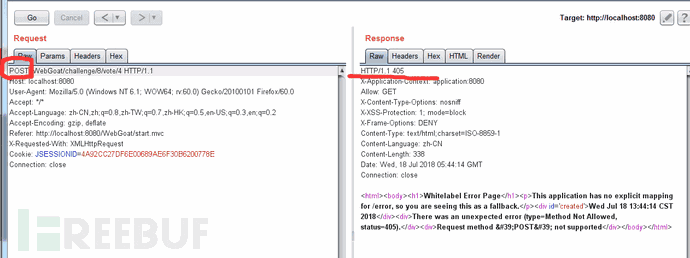 Go Cancel < > Target: http://localhost:8080
Request
Raw Params Headers Hex
POST /WebGoat/challenge/8/vote/4 HTTP/1.1
Host: localhost:8080
User-Agent: Mozilla/5.0 (Windows NT 6.1; WOW64; rv:60.0) Gecko/20100101 Firefox/60.0
Accept: */*
Accept-Language: zh-CN,zh;q=0.8,zh-TW;q=0.7,zh-HK;q=0.5,en-US;q=0.3,en;q=0.2
Accept-Encoding: gzip, deflate
Referer: http://localhost:8080/WebGoat/start.mvc
X-Requested-With: XMLHttpRequest
Cookie: JSESSIONID=4A92CC27DF6E00689AE6F30B6200778E
Connection: close
Response
Raw Headers Hex HTML Render
HTTP/1.1 405
X-Application-Context: application:8080
Allow: GET
X-Content-Type-Options: nosniff
X-XSS-Protection: 1; mode=block
X-Frame-Options: DENY
Content-Type: text/html;charset=ISO-8859-1
Content-Language: zh-CN
Content-Length: 338
Date: Wed, 18 Jul 2018 05:44:14 GMT
Connection: close
<html><body><h1>Whitelabel Error Page</h1><p>This application has no explicit mapping
for /error, so you are seeing this as a fallback.</p><div id='created'>Wed Jul 18 13:44:14 CST
2018</div><div>There was an unexpected error (type=Method Not Allowed,
status=405).</div><div>Request method &#39;POST&#39; not supported</div></body></html>
FREEBUF